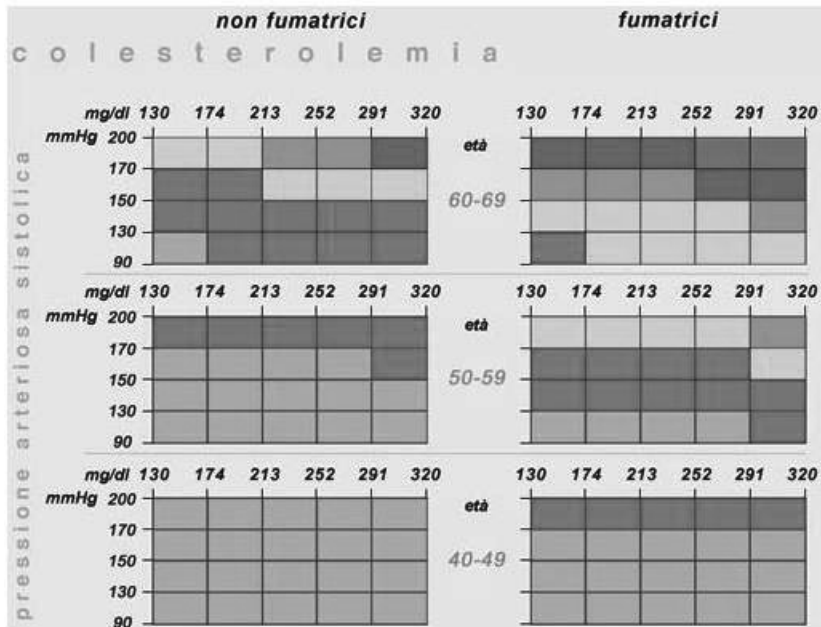 non fumatrici fumatrici
colesterolemia
mg/dl 130 174 213 252 291 320 130 174 213 252 291 320
mmHg 200 età
170
150 60-69
130
90
mg/dl 130 174 213 252 291 320 130 174 213 252 291 320
mmHg 200 età
170
150 50-59
130
90
mg/dl 130 174 213 252 291 320 130 174 213 252 291 320
mmHg 200 età
170
150 40-49
130
90
pressione arteriosa sistolica